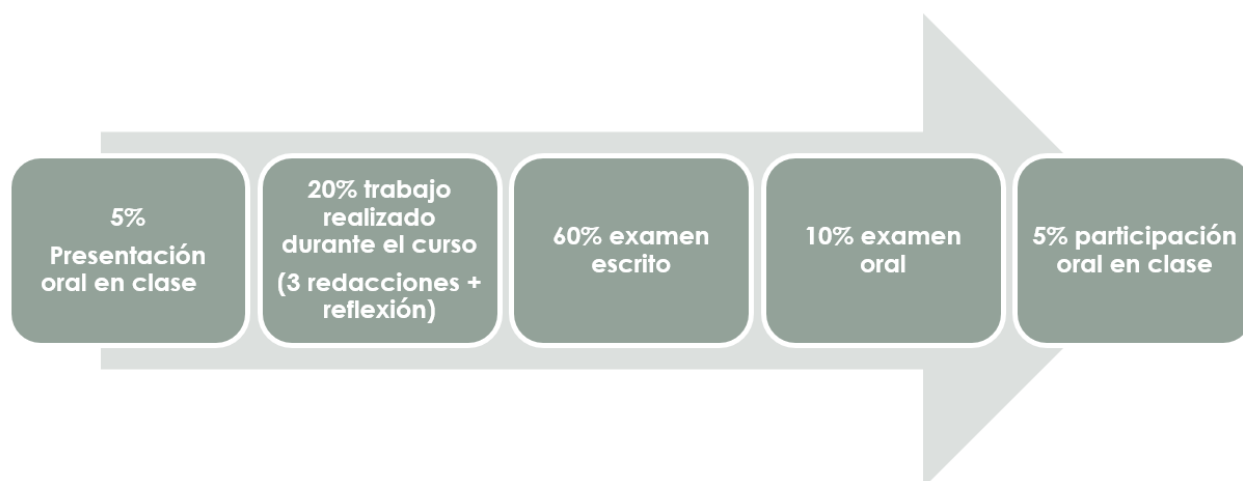 5%
Presentación
oral en clase
20% trabajo
realizado
durante el curso
(3 redacciones +
reflexión)
60% examen
escrito
10% examen
oral
5% participación
oral en clase